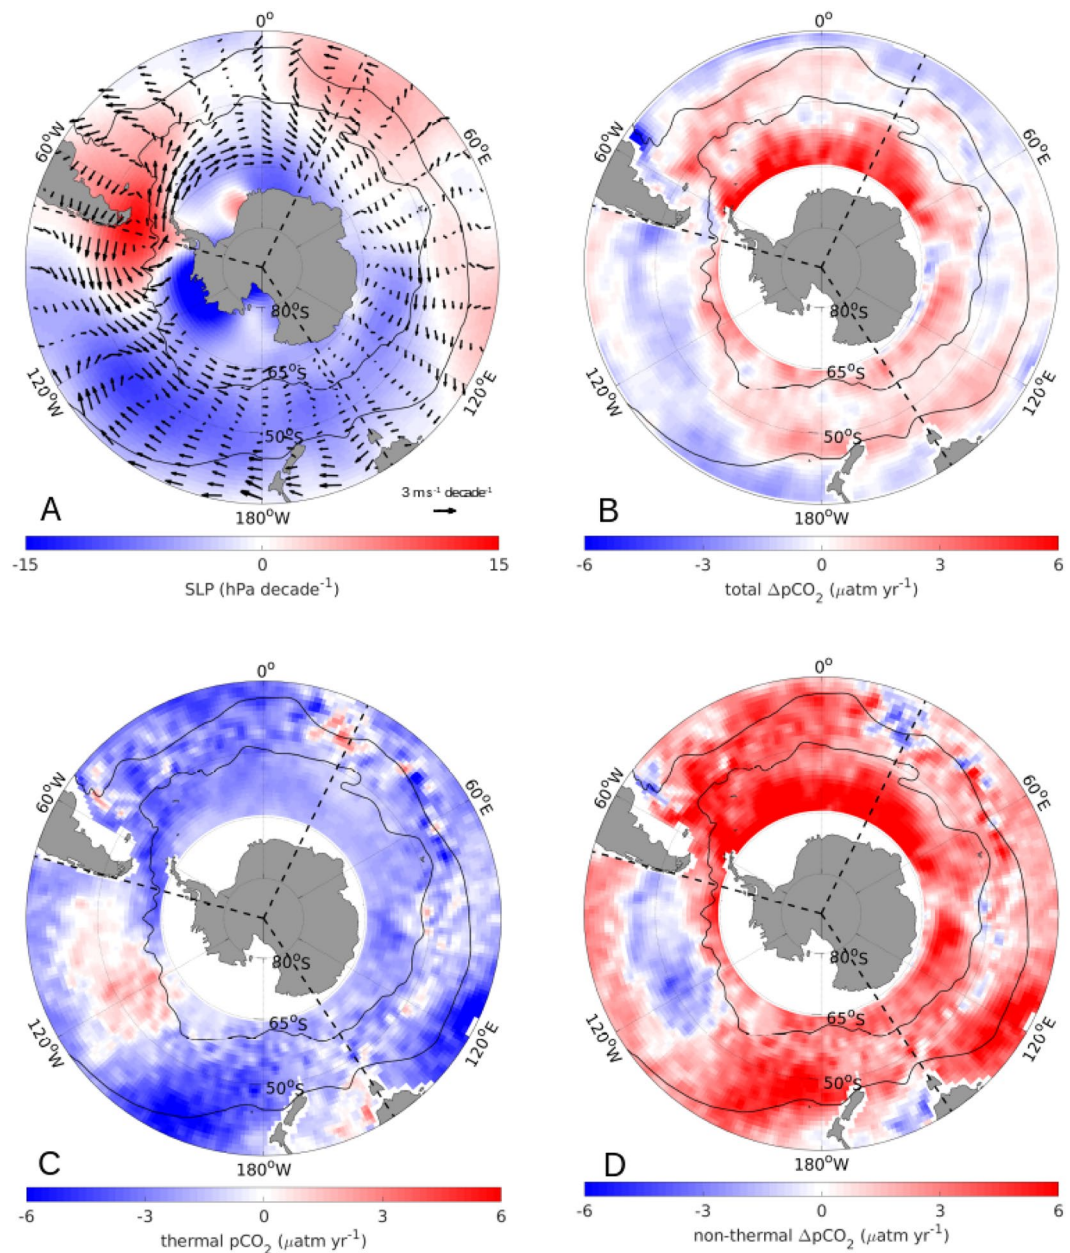 0°
60°W
60°E
120°W
120°E
80°S
65°S
50°S
A
3 m s⁻¹ decade⁻¹
180°W
-15
0
15
SLP (hPa decade⁻¹)
0°
60°W
60°E
120°W
120°E
80°S
65°S
50°S
B
180°W
-6
-3
0
3
6
total ΔpCO₂ (μatm yr⁻¹)
0°
60°W
60°E
120°W
120°E
80°S
65°S
50°S
C
180°W
-6
-3
0
3
6
thermal pCO₂ (μatm yr⁻¹)
0°
60°W
60°E
120°W
120°E
80°S
65°S
50°S
D
180°W
-6
-3
0
3
6
non-thermal ΔpCO₂ (μatm yr⁻¹)